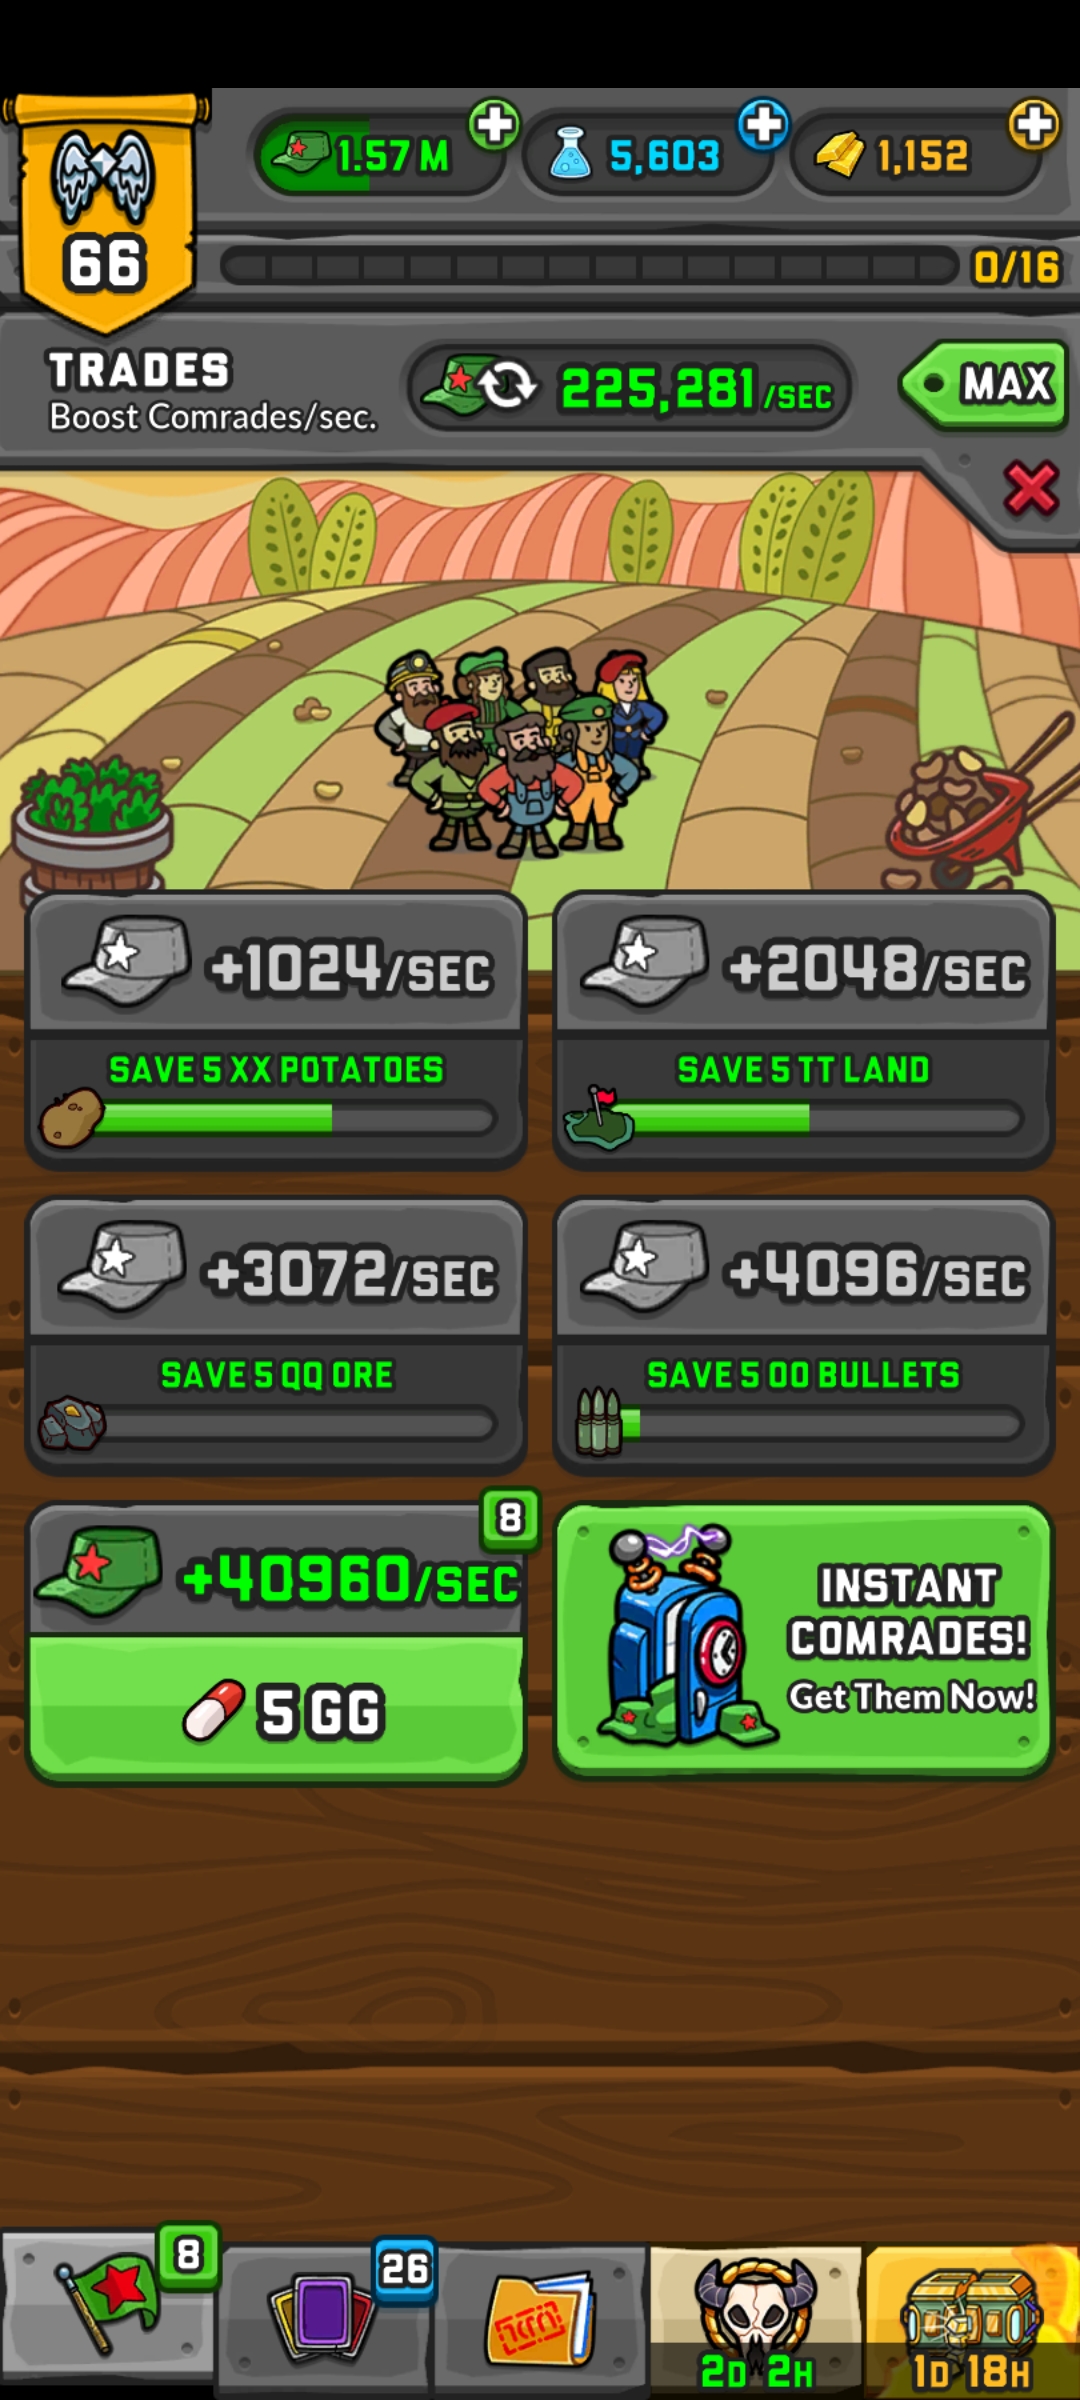 1.57 M
5,603
1,152
66
0/16
TRADES
Boost Comrades/sec.
225,281 /SEC
MAX
+1024/SEC
SAVE 5 XX POTATOES
+2048/SEC
SAVE 5 TT LAND
+3072/SEC
SAVE 5 QQ ORE
+4096/SEC
SAVE 5 OO BULLETS
8
+40960/SEC
5 GG
INSTANT
COMRADES!
Get Them Now!
8
26
2D 2H
1D 18H